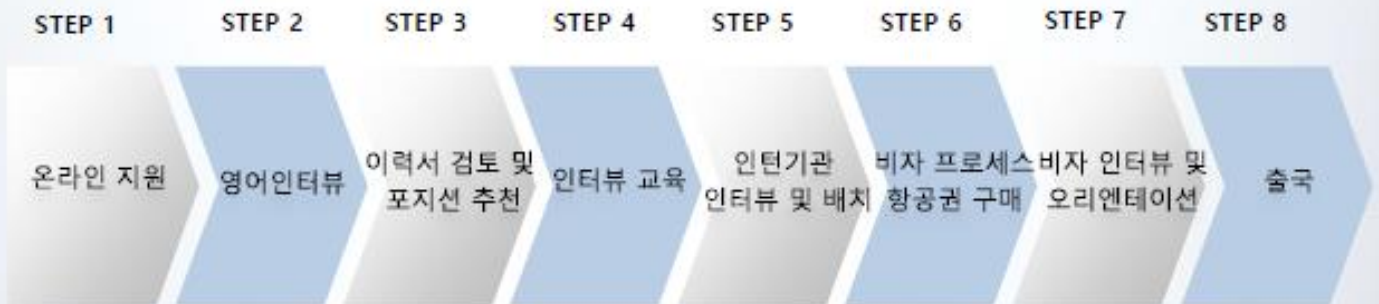 STEP 1
STEP 2
STEP 3
STEP 4
STEP 5
STEP 6
STEP 7
STEP 8
온라인 지원
영어인터뷰
이력서 검토 및
포지션 추천
인터뷰 교육
인턴기관
인터뷰 및 배치
비자 프로세스
항공권 구매
비자 인터뷰 및
오리엔테이션
출국